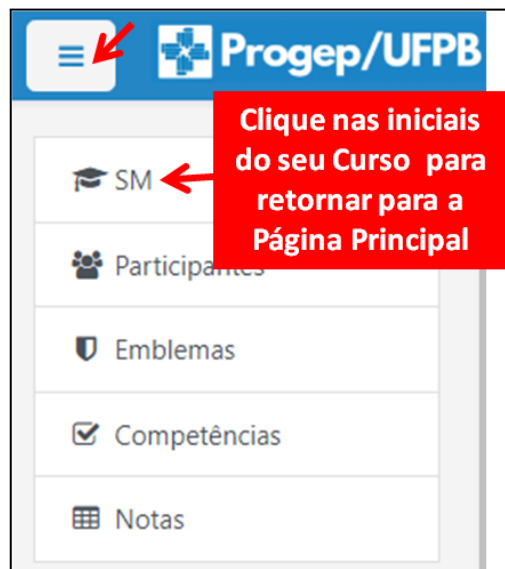 Progep/UFPB
Clique nas iniciais
do seu Curso para
retornar para a
Página Principal
SM
Participantes
Emblemas
Competências
Notas